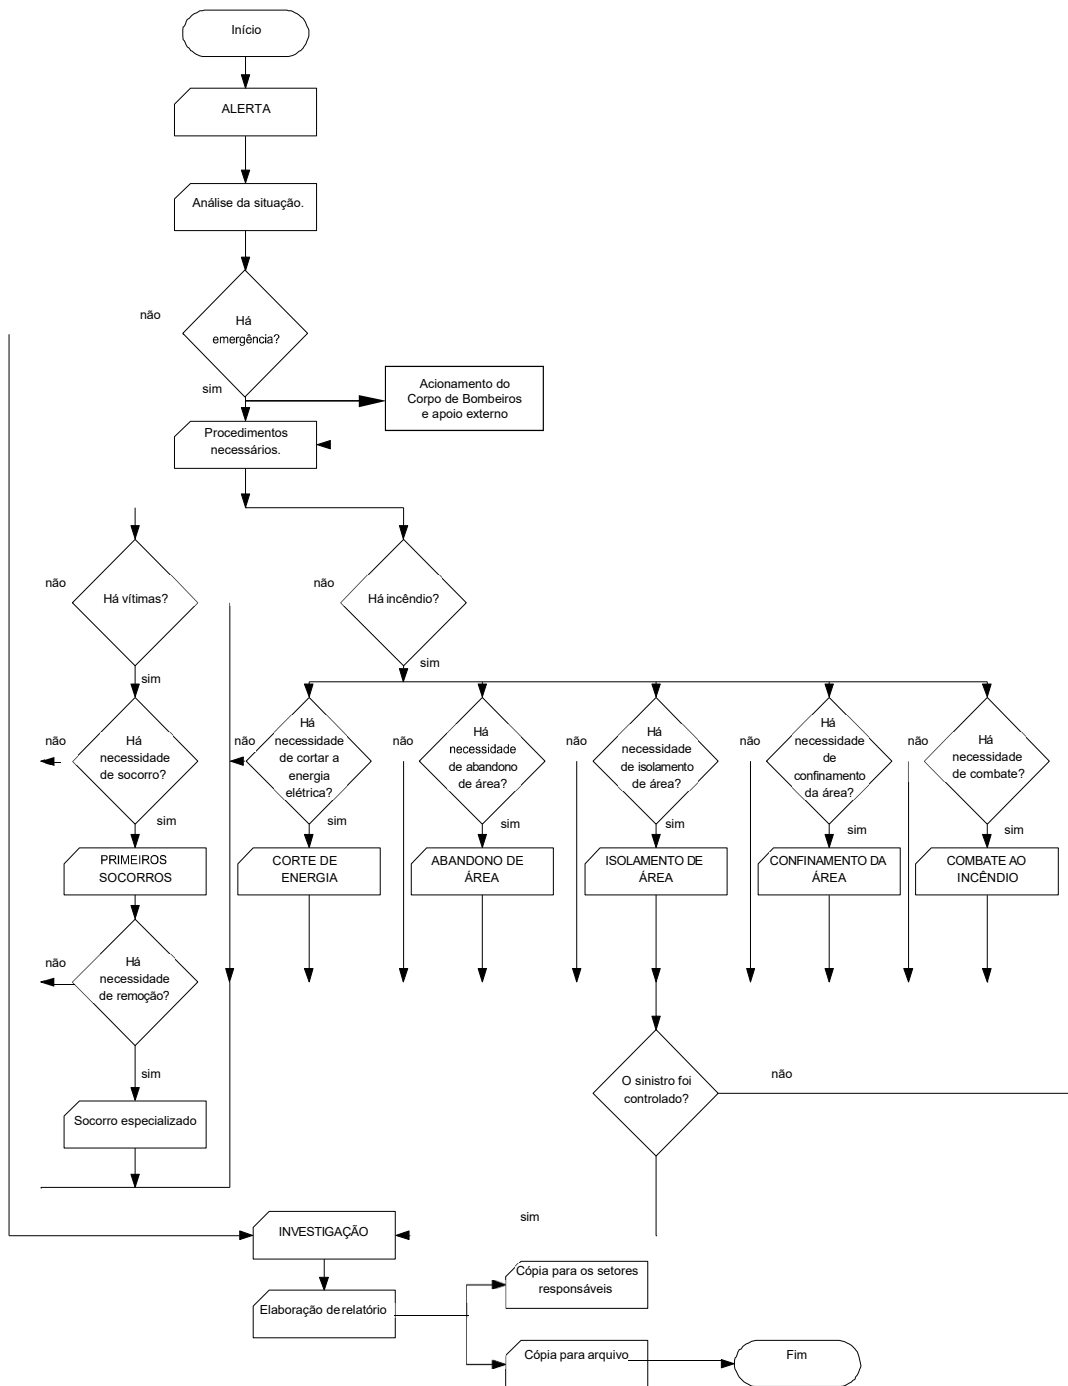 Início
ALERTA
Análise da situação.
não
Há
emergência?
sim
Acionamento do
Corpo de Bombeiros
e apoio externo
Procedimentos
necessários.
não
Há vítimas?
sim
não
Há incêndio?
sim
não
Há
necessidade
de socorro?
sim
não
Há
necessidade
de cortar a
energia
elétrica?
sim
não
Há
necessidade
de abandono
de área?
sim
não
Há
necessidade
de isolamento
de área?
sim
não
Há
necessidade
de
confinamento
da área?
sim
não
Há
necessidade
de combate?
sim
PRIMEIROS
SOCORROS
CORTE DE
ENERGIA
ABANDONO DE
ÁREA
ISOLAMENTO DE
ÁREA
CONFINAMENTO DA
ÁREA
COMBATE AO
INCÊNDIO
não
Há
necessidade
de remoção?
sim
O sinistro foi
controlado?
não
Socorro especializado
sim
INVESTIGAÇÃO
Elaboração de relatório
Cópia para os setores
responsáveis
Cópia para arquivo
Fim